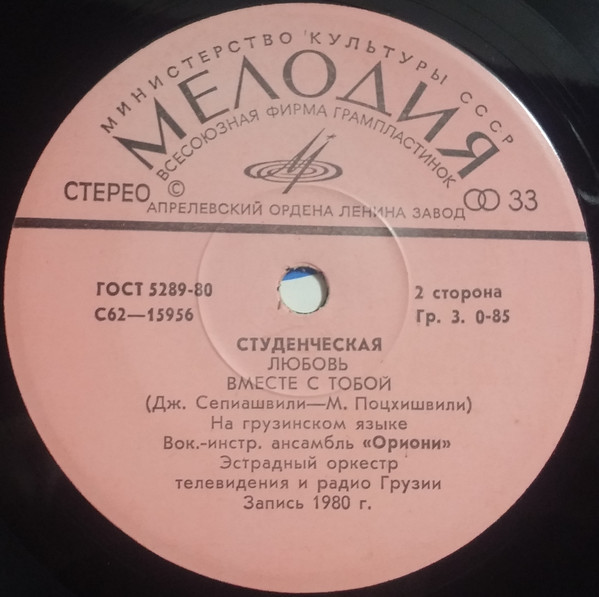 МИНИСТЕРСТВО КУЛЬТУРЫ СССР
МЕЛОДИЯ
ВСЕСОЮЗНАЯ ФИРМА ГРАМПЛАСТИНОК
СТЕРЕО © 33
АПРЕЛЕВСКИЙ ОРДЕНА ЛЕНИНА ЗАВОД
ГОСТ 5289-80 2 сторона
С62—15956 Гр. 3. 0-85
СТУДЕНЧЕСКАЯ
ЛЮБОВЬ
ВМЕСТЕ С ТОБОЙ
(Дж. Сепиашвили—М. Поцхишвили)
На грузинском языке
Вок.-инстр. ансамбль «Ориони»
Эстрадный оркестр
телевидения и радио Грузии
Запись 1980 г.